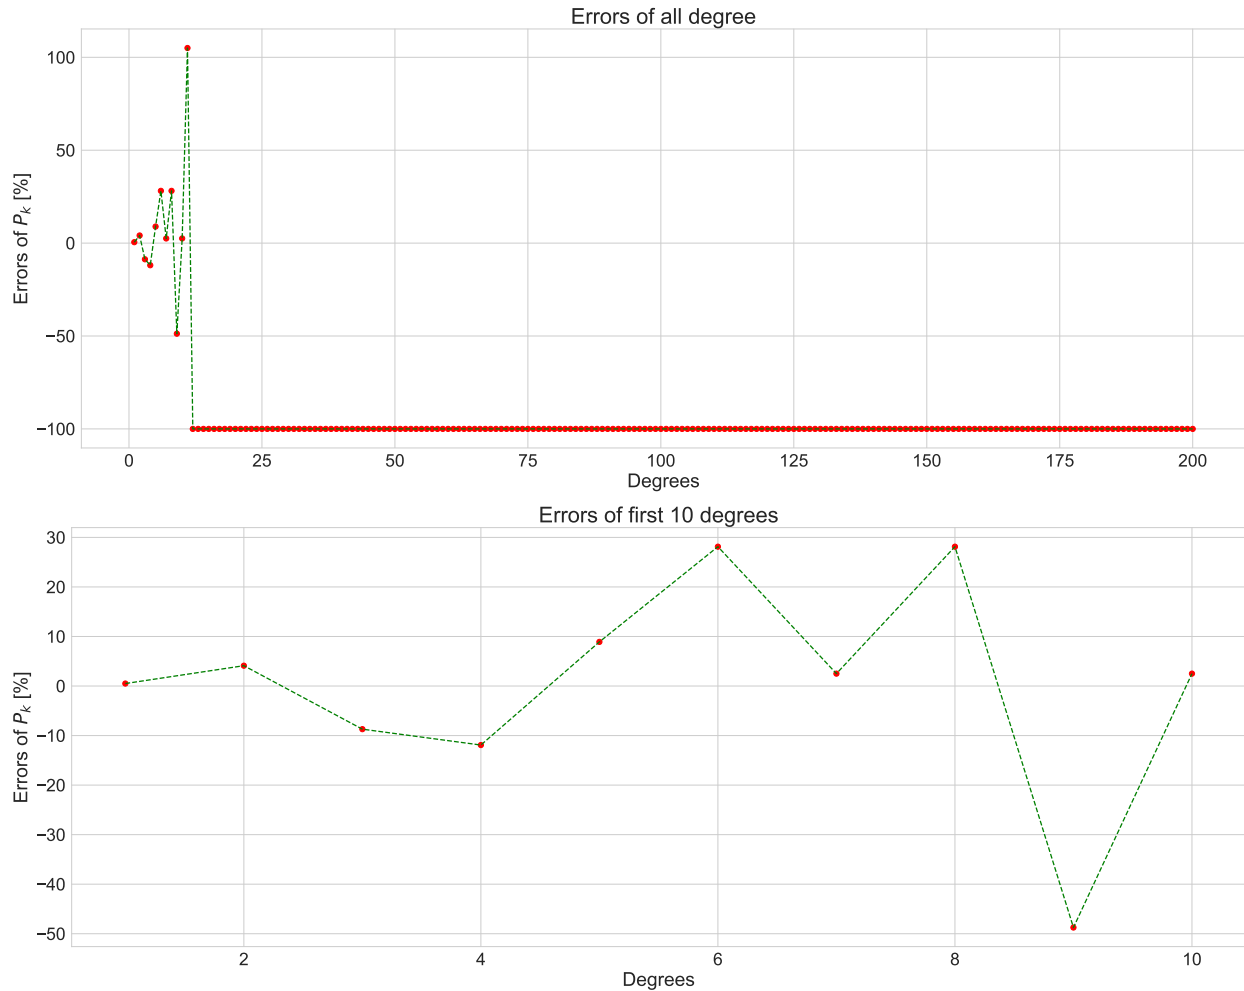 Errors of all degree
Errors of P_k [%]
100
50
0
−50
−100
0 25 50 75 100 125 150 175 200
Degrees
Errors of first 10 degrees
Errors of P_k [%]
30
20
10
0
−10
−20
−30
−40
−50
2 4 6 8 10
Degrees